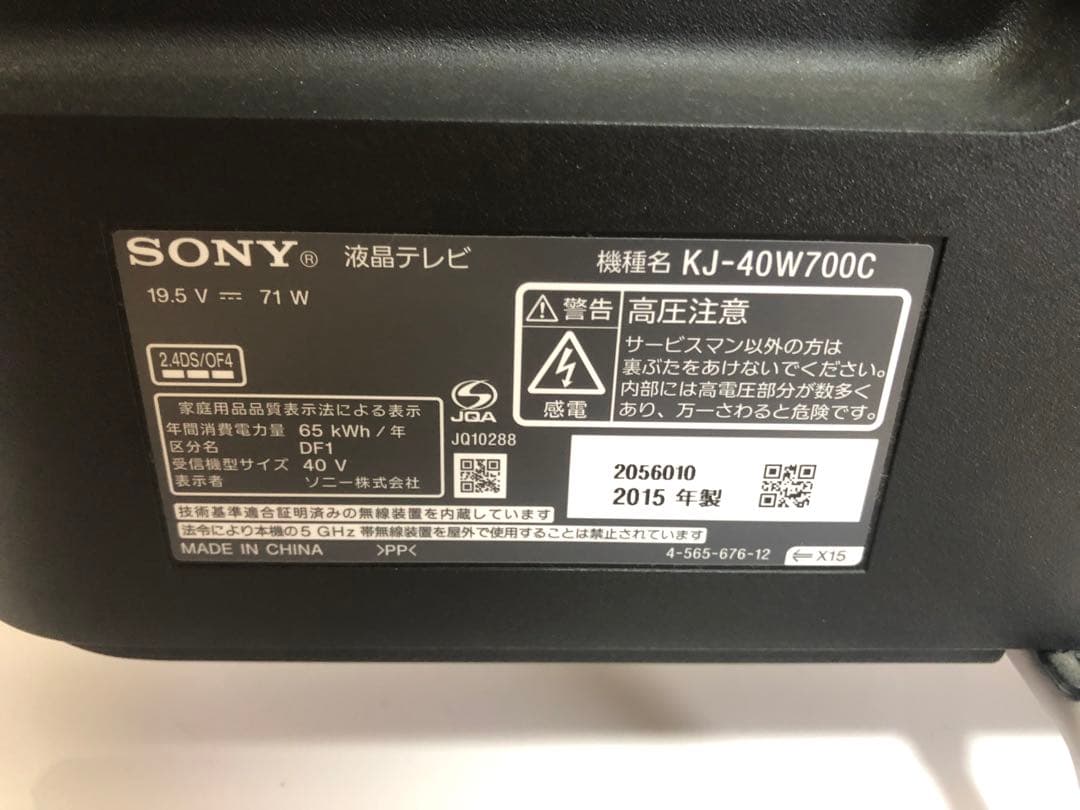 SONY® 液晶テレビ
機種名 KJ-40W700C
19.5 V ⎓ 71 W
警告
高圧注意
サービスマン以外の方は
裏ぶたをあけないでください。
内部には高電圧部分が数多く
あり、万一さわると危険です。
感電
2.4DS/OF4
家庭用品品質表示法による表示
年間消費電力量 65 kWh/年
区分名 DF1
受信機型サイズ 40 V
表示者 ソニー株式会社
JQA
JQ10288
2056010
2015 年製
技術基準適合証明済みの無線装置を内蔵しています
法令により本機の5 GHz 帯無線装置を屋外で使用することは禁止されています
MADE IN CHINA >PP<
4-565-676-12 ⇐ X15